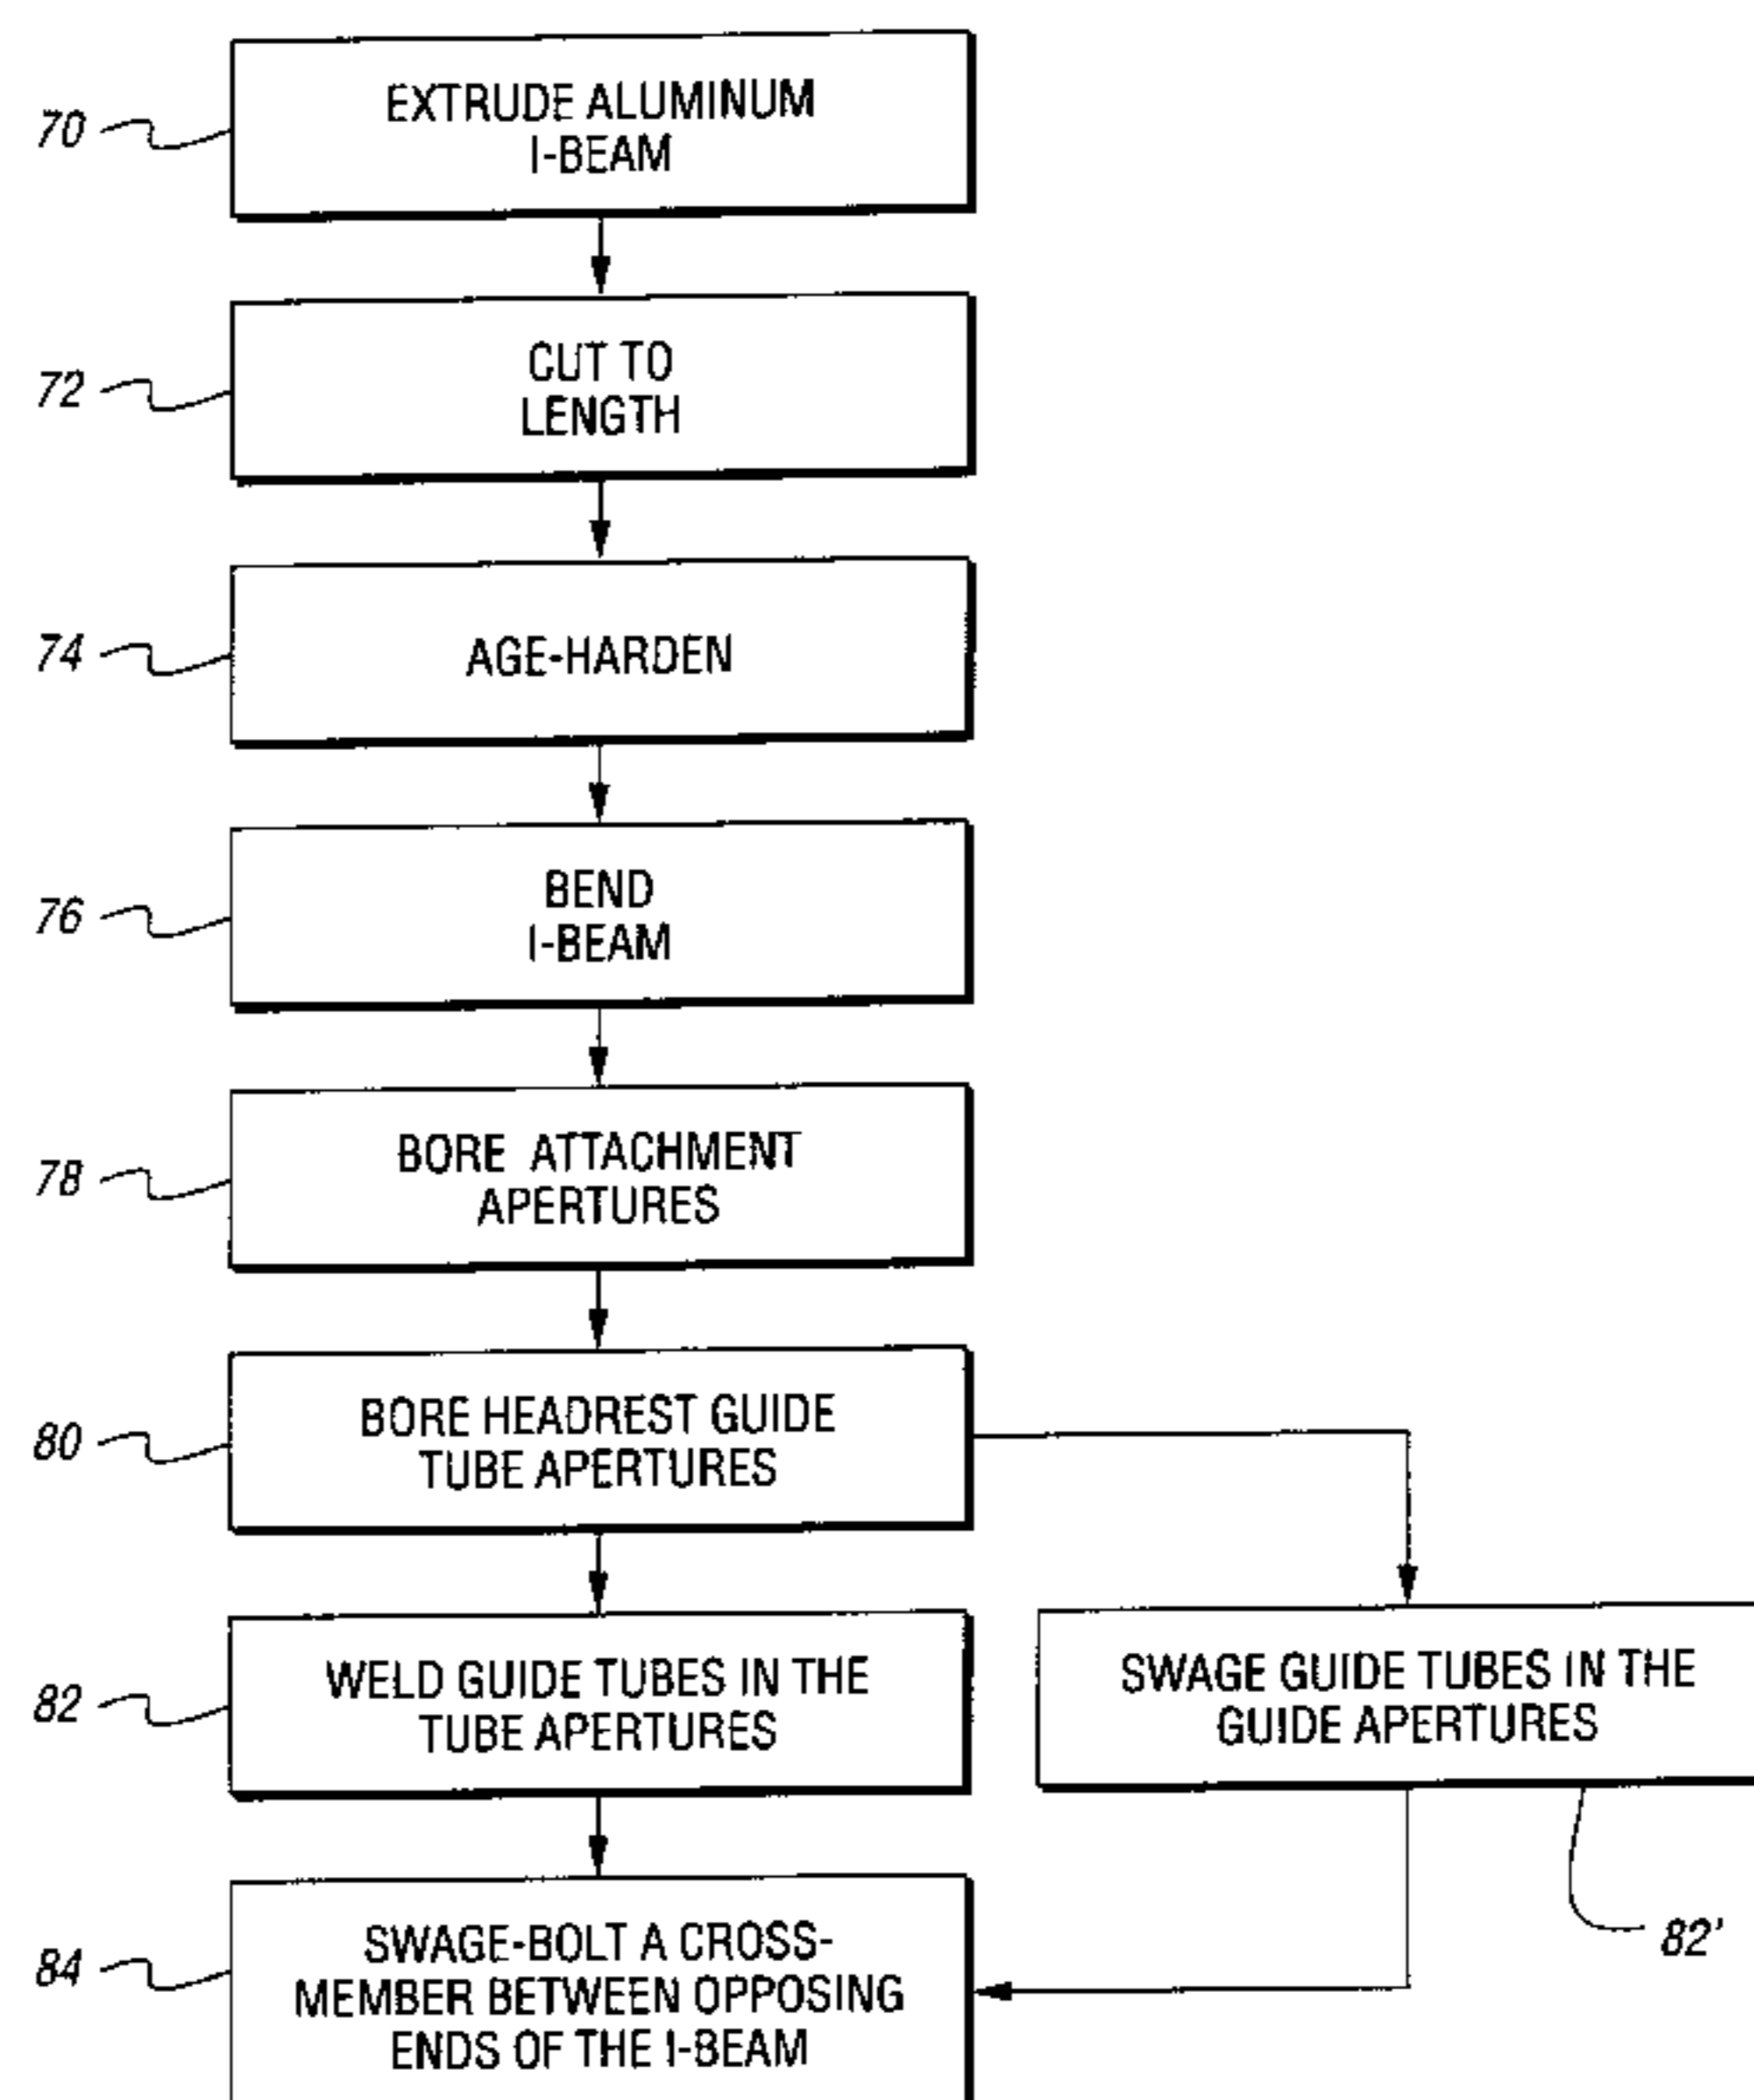 70
EXTRUDE ALUMINUM
I-BEAM
72
CUT TO
LENGTH
74
AGE-HARDEN
76
BEND
I-BEAM
78
BORE ATTACHMENT
APERTURES
80
BORE HEADREST GUIDE
TUBE APERTURES
82
WELD GUIDE TUBES IN THE
TUBE APERTURES
SWAGE GUIDE TUBES IN THE
GUIDE APERTURES
82'
84
SWAGE-BOLT A CROSS-
MEMBER BETWEEN OPPOSING
ENDS OF THE I-BEAM